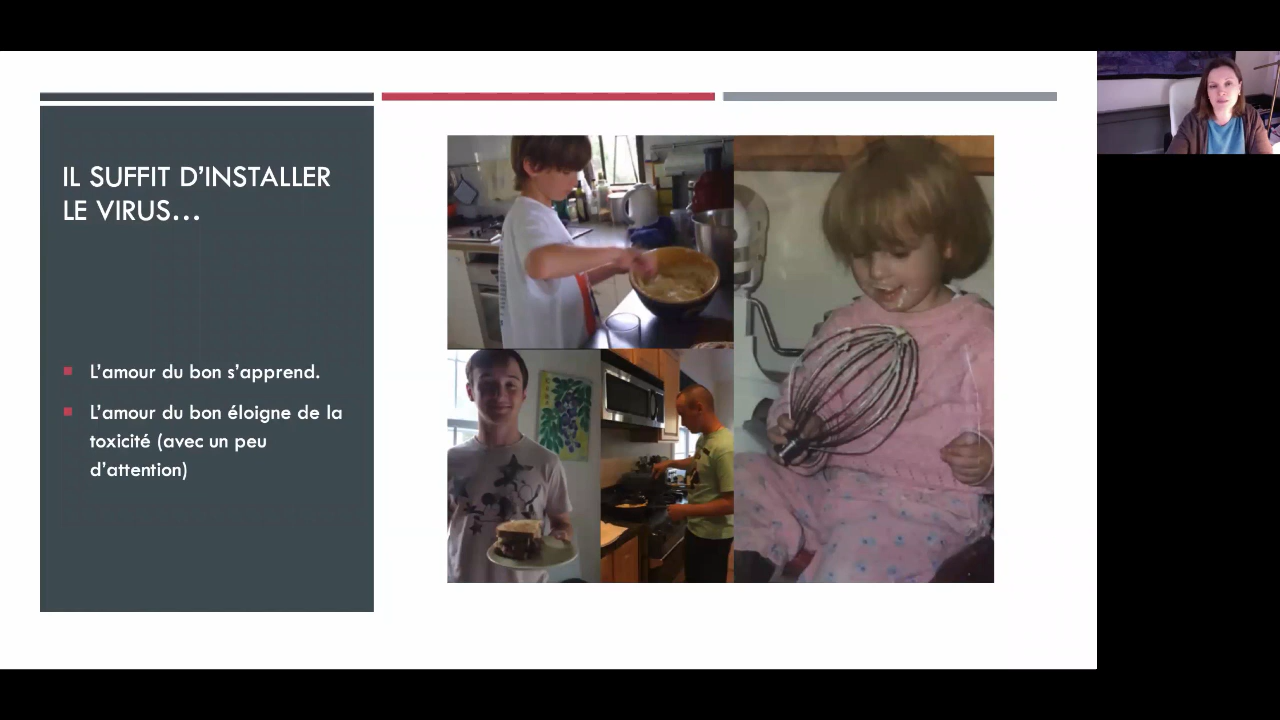 IL SUFFIT D’INSTALLER
LE VIRUS…
L’amour du bon s’apprend.
L’amour du bon éloigne de la
toxicité (avec un peu
d’attention)